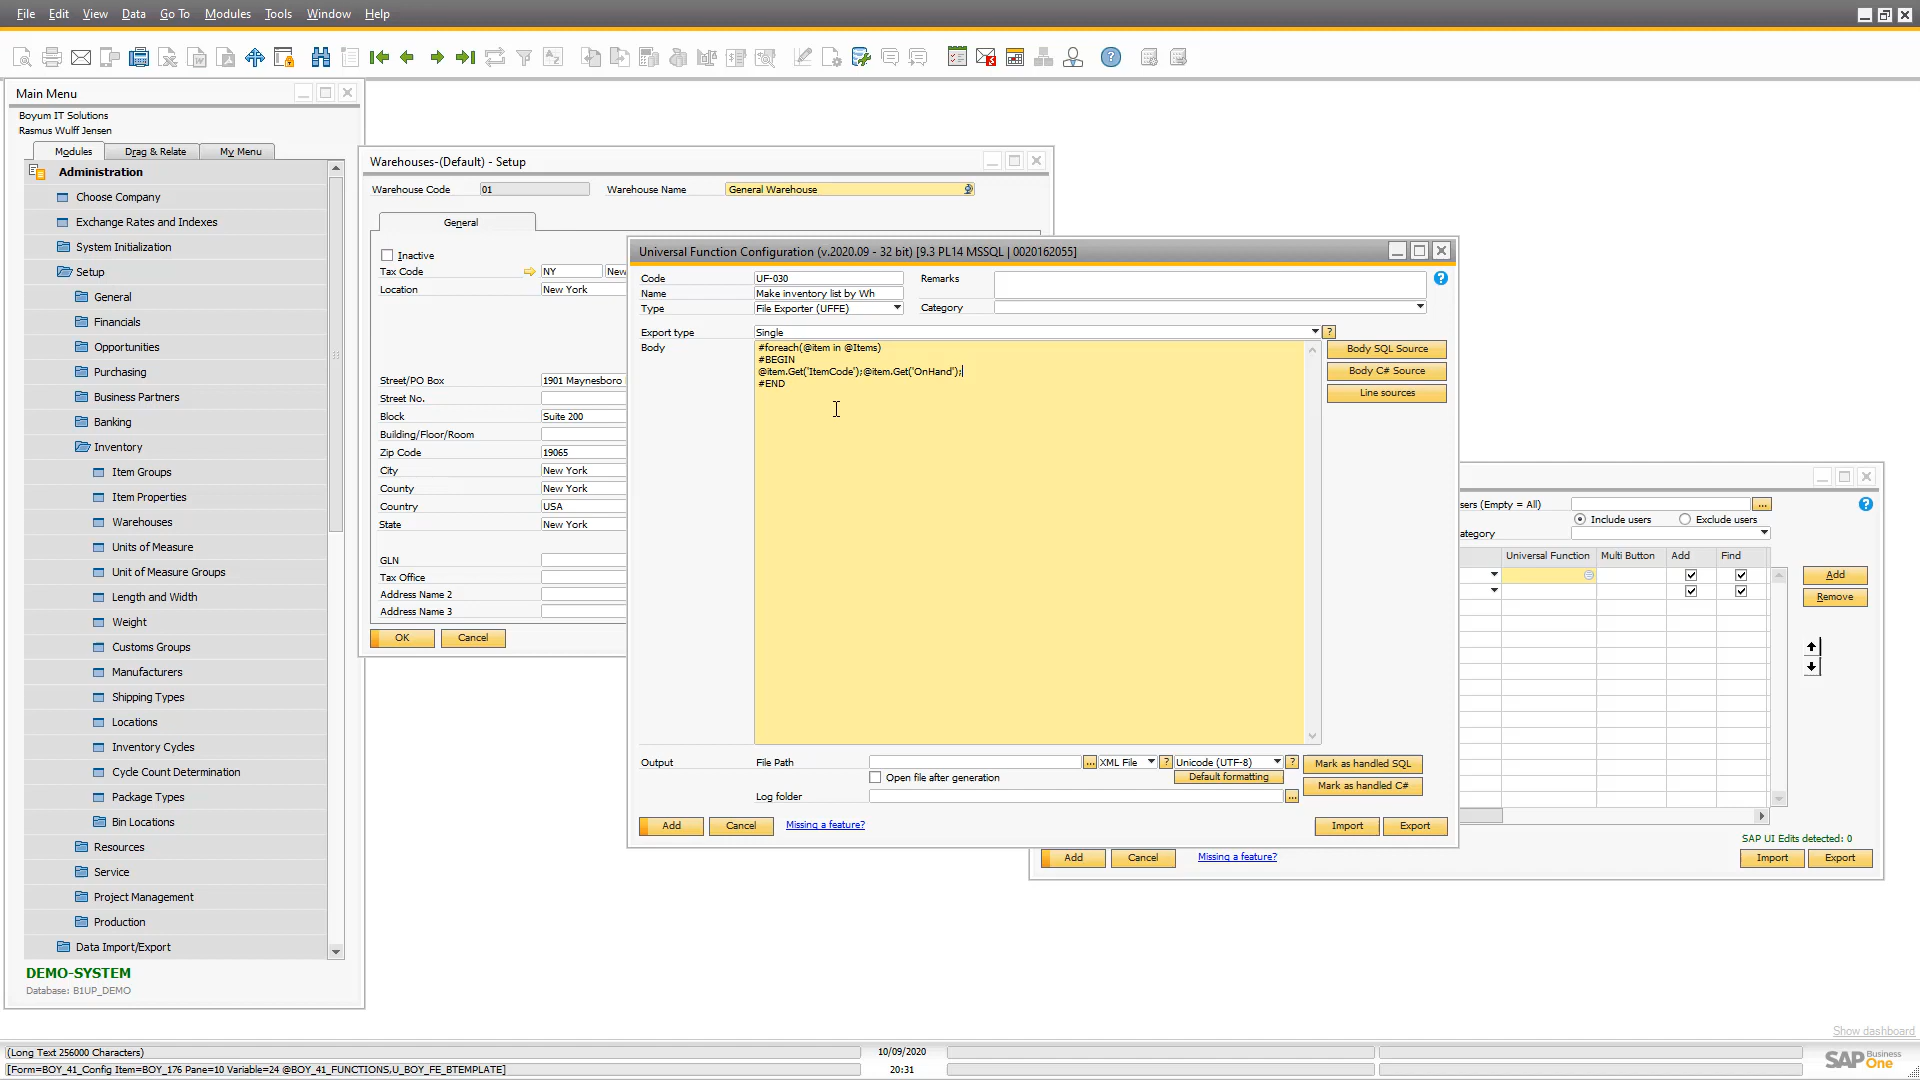 File Edit View Data Go To Modules Tools Window Help
Main Menu
Boyum IT Solutions
Rasmus Wulff Jensen
Modules Drag & Relate My Menu
Administration
Choose Company
Exchange Rates and Indexes
System Initialization
Setup
General
Financials
Opportunities
Purchasing
Business Partners
Banking
Inventory
Item Groups
Item Properties
Warehouses
Units of Measure
Unit of Measure Groups
Length and Width
Weight
Customs Groups
Manufacturers
Shipping Types
Locations
Inventory Cycles
Cycle Count Determination
Package Types
Bin Locations
Resources
Service
Project Management
Production
Data Import/Export
DEMO-SYSTEM
Database: B1UP_DEMO
Warehouses-(Default) - Setup
Warehouse Code 01 Warehouse Name General Warehouse
General
Inactive
Tax Code NY New
Location New York
Street/PO Box 1901 Maynesboro
Street No.
Block Suite 200
Building/Floor/Room
Zip Code 19065
City New York
County New York
Country USA
State New York
GLN
Tax Office
Address Name 2
Address Name 3
OK Cancel
Universal Function Configuration (v.2020.09 - 32 bit) [9.3 PL14 MSSQL | 0020162055]
Code UF-030 Remarks ?
Name Make inventory list by Wh
Type File Exporter (UFFE) Category
Export type Single ?
Body #foreach(@item in @Items)
#BEGIN
@item.Get('ItemCode');@item.Get('OnHand');
#END
Body SQL Source
Body C# Source
Line sources
Output File Path ... XML File ? Unicode (UTF-8) ? Mark as handled SQL
Open file after generation Default formatting Mark as handled C#
Log folder ...
Add Cancel Missing a feature? Import Export
sers (Empty = All) ... ?
Include users Exclude users
ategory
Universal Function Multi Button Add Find
Add
Remove
SAP UI Edits detected: 0
Add Cancel Missing a feature? Import Export
Show dashboard
(Long Text 256000 Characters) 10/09/2020
[Form=BOY_41_Config Item=BOY_176 Pane=10 Variable=24 @BOY_41_FUNCTIONS,U_BOY_FE_BTEMPLATE] 20:31
SAP Business One